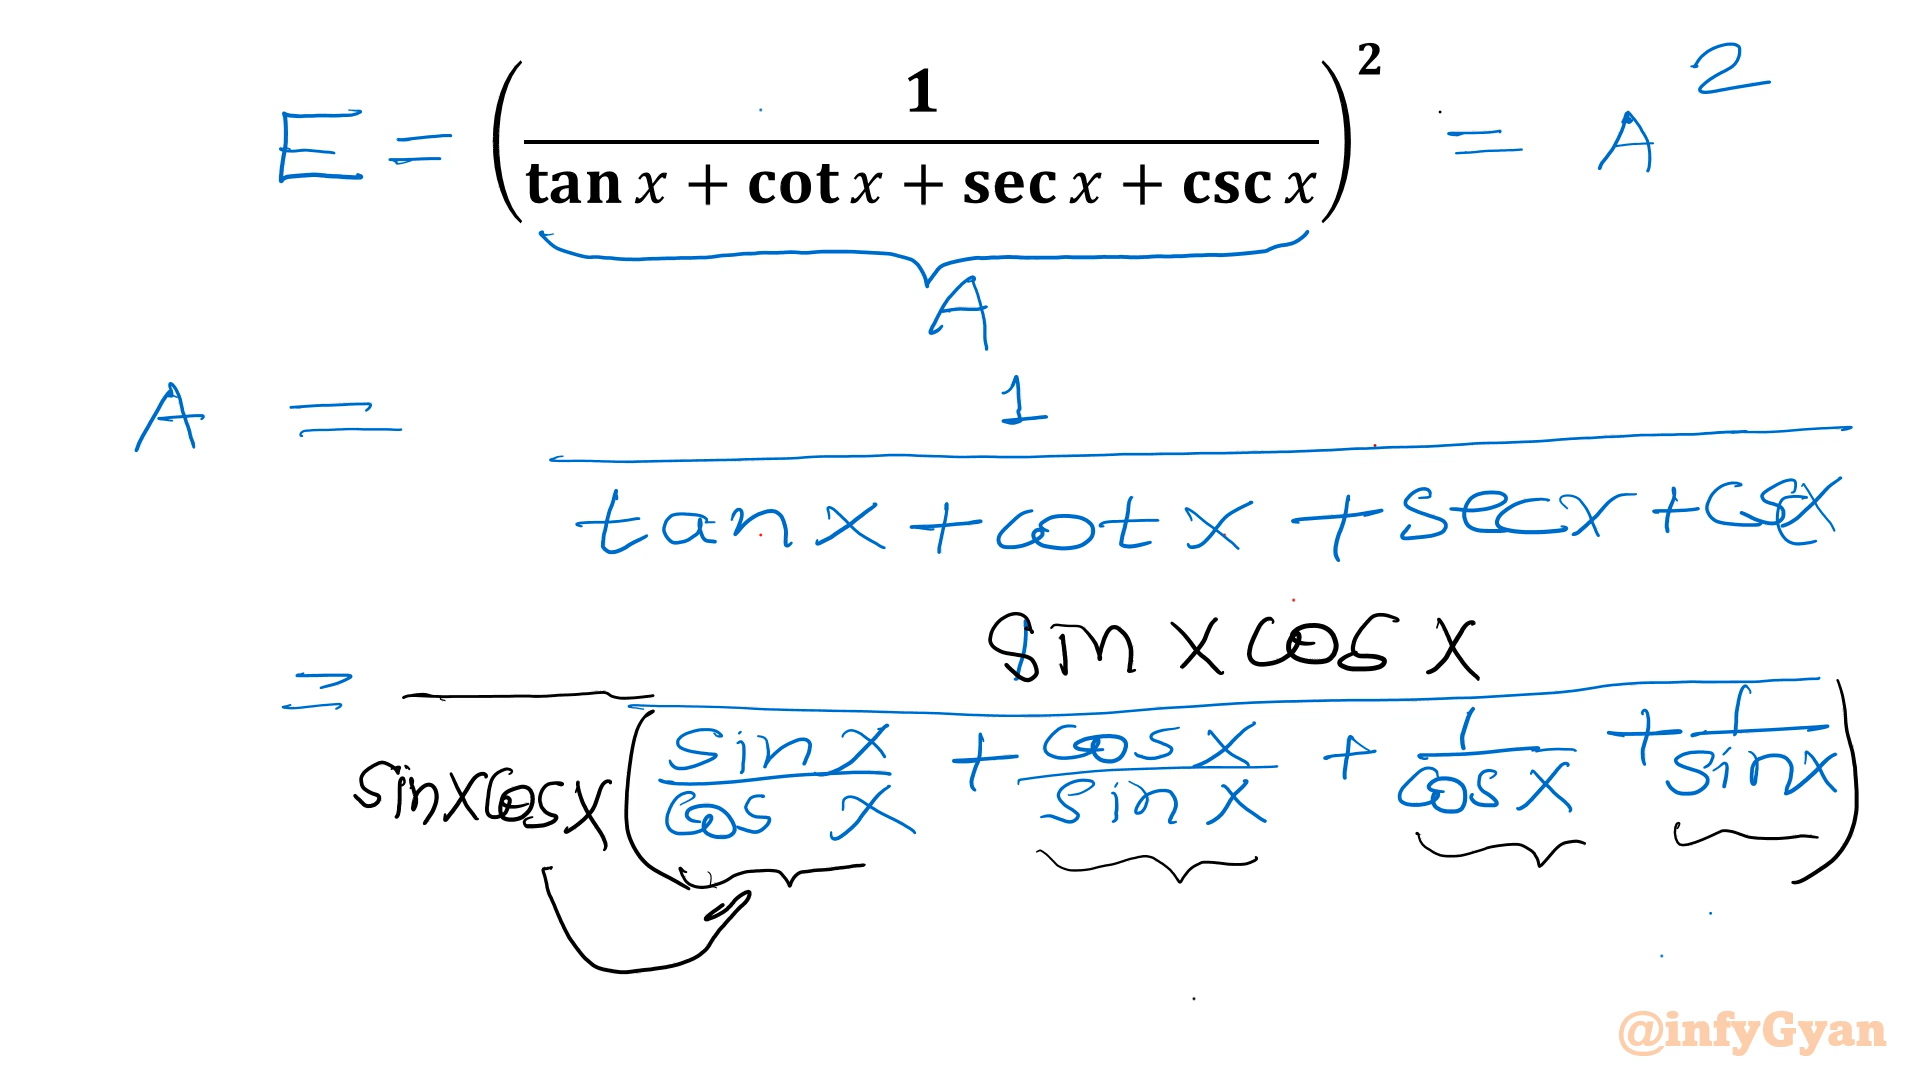 E = (1 / (tan x + cot x + sec x + csc x))² = A²
A
A = 1 / (tan x + cot x + sec x + csc x)
= sin x cos x / (sin x cos x (sin x / cos x + cos x / sin x + 1 / cos x + 1 / sin x))
@infyGyan